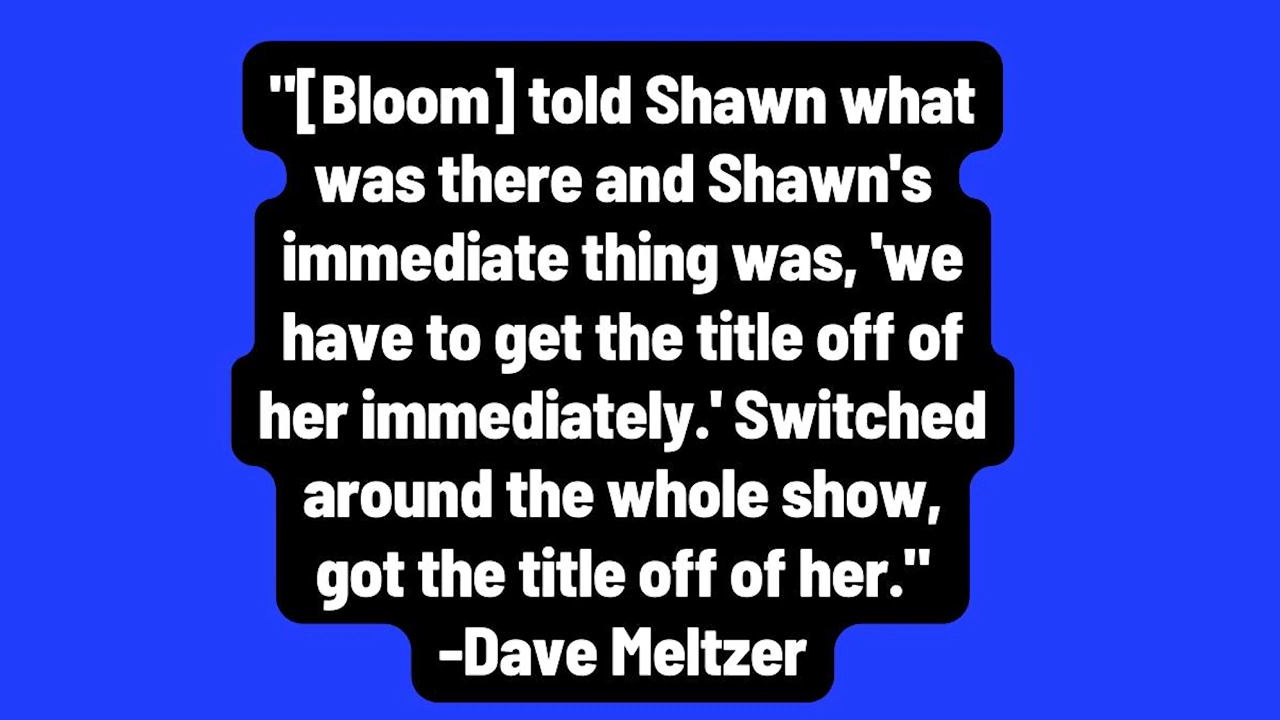 "[Bloom] told Shawn what
was there and Shawn's
immediate thing was, 'we
have to get the title off of
her immediately.' Switched
around the whole show,
got the title off of her."
-Dave Meltzer